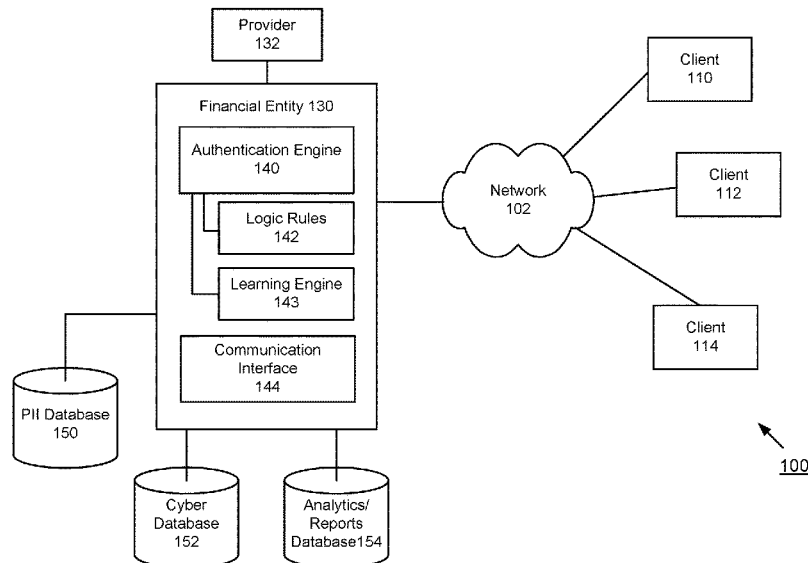 Provider
132
Financial Entity 130
Authentication Engine
140
Logic Rules
142
Learning Engine
143
Communication
Interface
144
PII Database
150
Cyber
Database
152
Analytics/
Reports
Database154
Network
102
Client
110
Client
112
Client
114
100